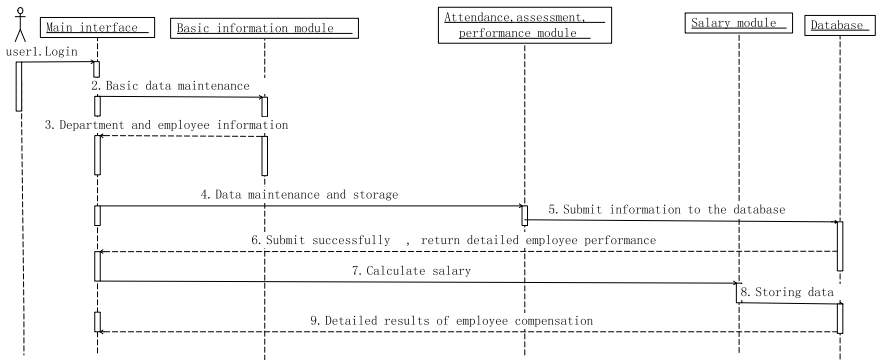 Main interface
Basic information module
Attendance, assessment,
performance module
Salary module
Database
user1. Login
2. Basic data maintenance
3. Department and employee information
4. Data maintenance and storage
5. Submit information to the database
6. Submit successfully , return detailed employee performance
7. Calculate salary
8. Storing data
9. Detailed results of employee compensation